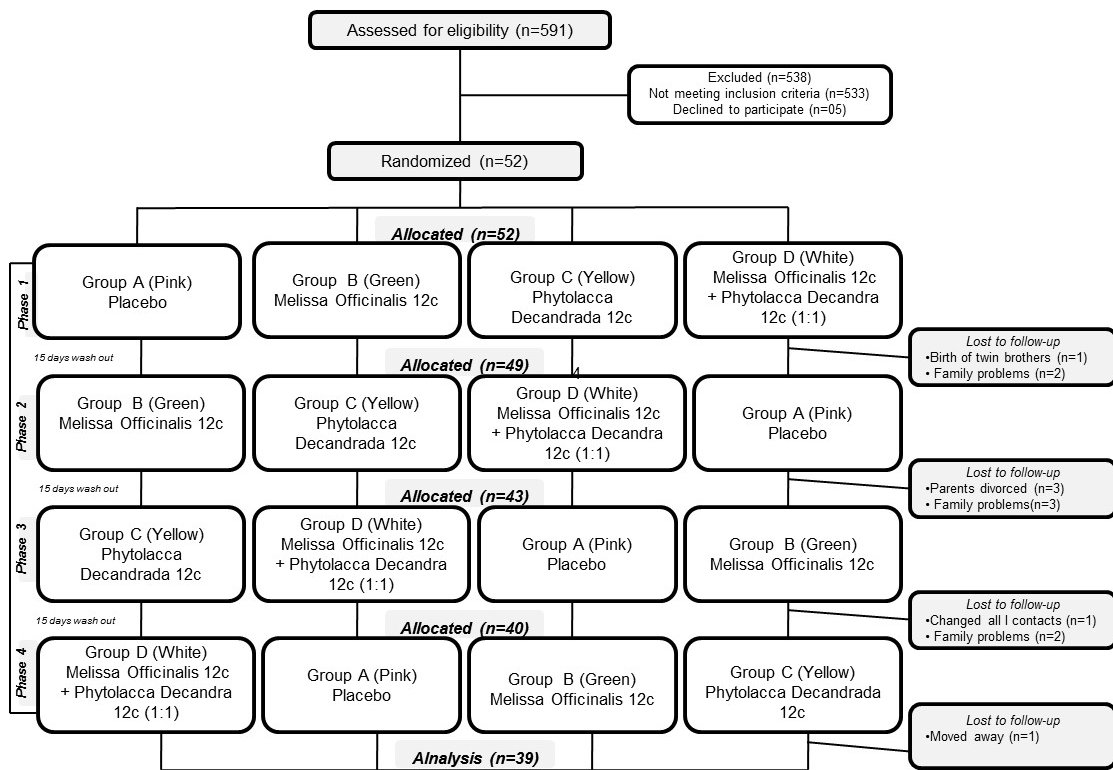 Assessed for eligibility (n=591)
Excluded (n=538)
Not meeting inclusion criteria (n=533)
Declined to participate (n=05)
Randomized (n=52)
Allocated (n=52)
Phase 1
Group A (Pink)
Placebo
Group B (Green)
Melissa Officinalis 12c
Group C (Yellow)
Phytolacca
Decandrada 12c
Group D (White)
Melissa Officinalis 12c
+ Phytolacca Decandra
12c (1:1)
15 days wash out
Allocated (n=49)
4
Lost to follow-up
•Birth of twin brothers (n=1)
• Family problems (n=2)
Phase 2
Group B (Green)
Melissa Officinalis 12c
Group C (Yellow)
Phytolacca
Decandrada 12c
Group D (White)
Melissa Officinalis 12c
+ Phytolacca Decandra
12c (1:1)
Group A (Pink)
Placebo
15 days wash out
Allocated (n=43)
Lost to follow-up
•Parents divorced (n=3)
• Family problems(n=3)
Phase 3
Group C (Yellow)
Phytolacca
Decandrada 12c
Group D (White)
Melissa Officinalis 12c
+ Phytolacca Decandra
12c (1:1)
Group A (Pink)
Placebo
Group B (Green)
Melissa Officinalis 12c
15 days wash out
Allocated (n=40)
Lost to follow-up
•Changed all l contacts (n=1)
• Family problems (n=2)
Phase 4
Group D (White)
Melissa Officinalis 12c
+ Phytolacca Decandra
12c (1:1)
Group A (Pink)
Placebo
Group B (Green)
Melissa Officinalis 12c
Group C (Yellow)
Phytolacca Decandrada
12c
Lost to follow-up
•Moved away (n=1)
Alnalysis (n=39)